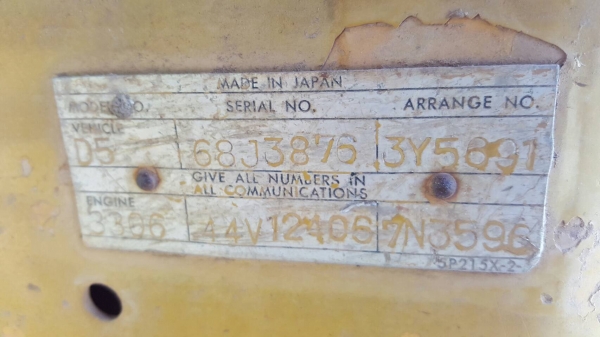 MADE IN JAPAN
MODEL NO. SERIAL NO. ARRANGE NO.
VEHICLE
D5 68J3876 3Y5691
GIVE ALL NUMBERS IN
ALL COMMUNICATIONS
ENGINE
3306 44V12406 7N3596
SP215X-2-